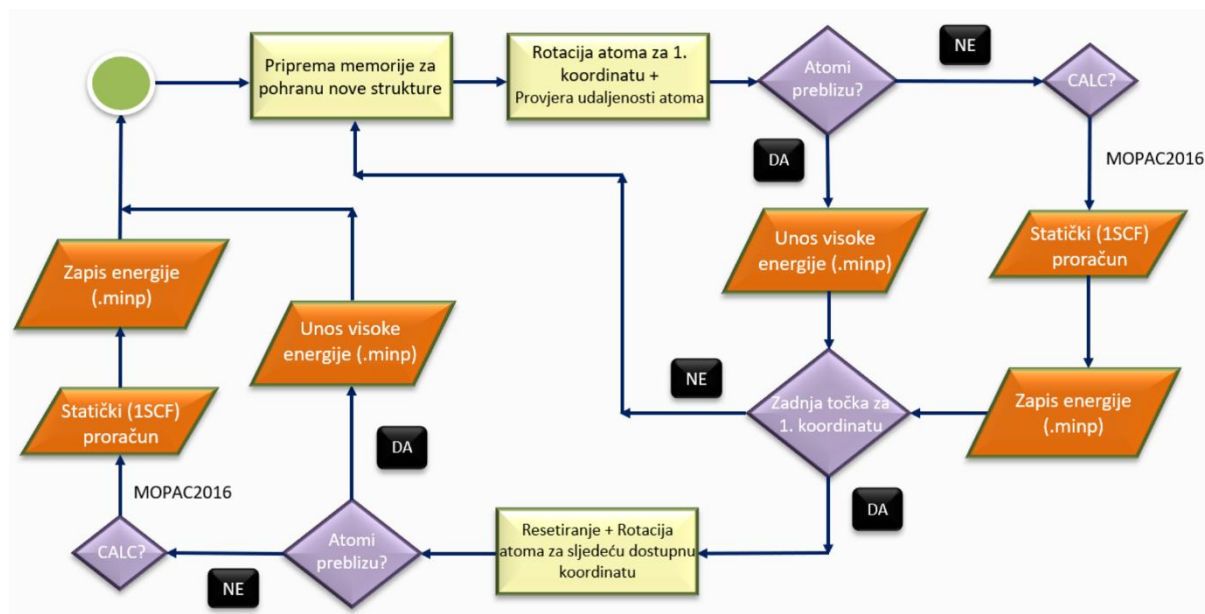 Priprema memorije za
pohranu nove strukture
Rotacija atoma za 1.
koordinatu +
Provjera udaljenosti atoma
Atomi
preblizu?
NE
CALC?
MOPAC2016
DA
Unos visoke
energije (.minp)
Statički (1SCF)
proračun
Zapis energije
(.minp)
Zadnja točka za
1. koordinatu
NE
DA
Resetiranje + Rotacija
atoma za sljedeću dostupnu
koordinatu
Atomi
preblizu?
DA
Unos visoke
energije (.minp)
NE
CALC?
MOPAC2016
Statički (1SCF)
proračun
Zapis energije
(.minp)